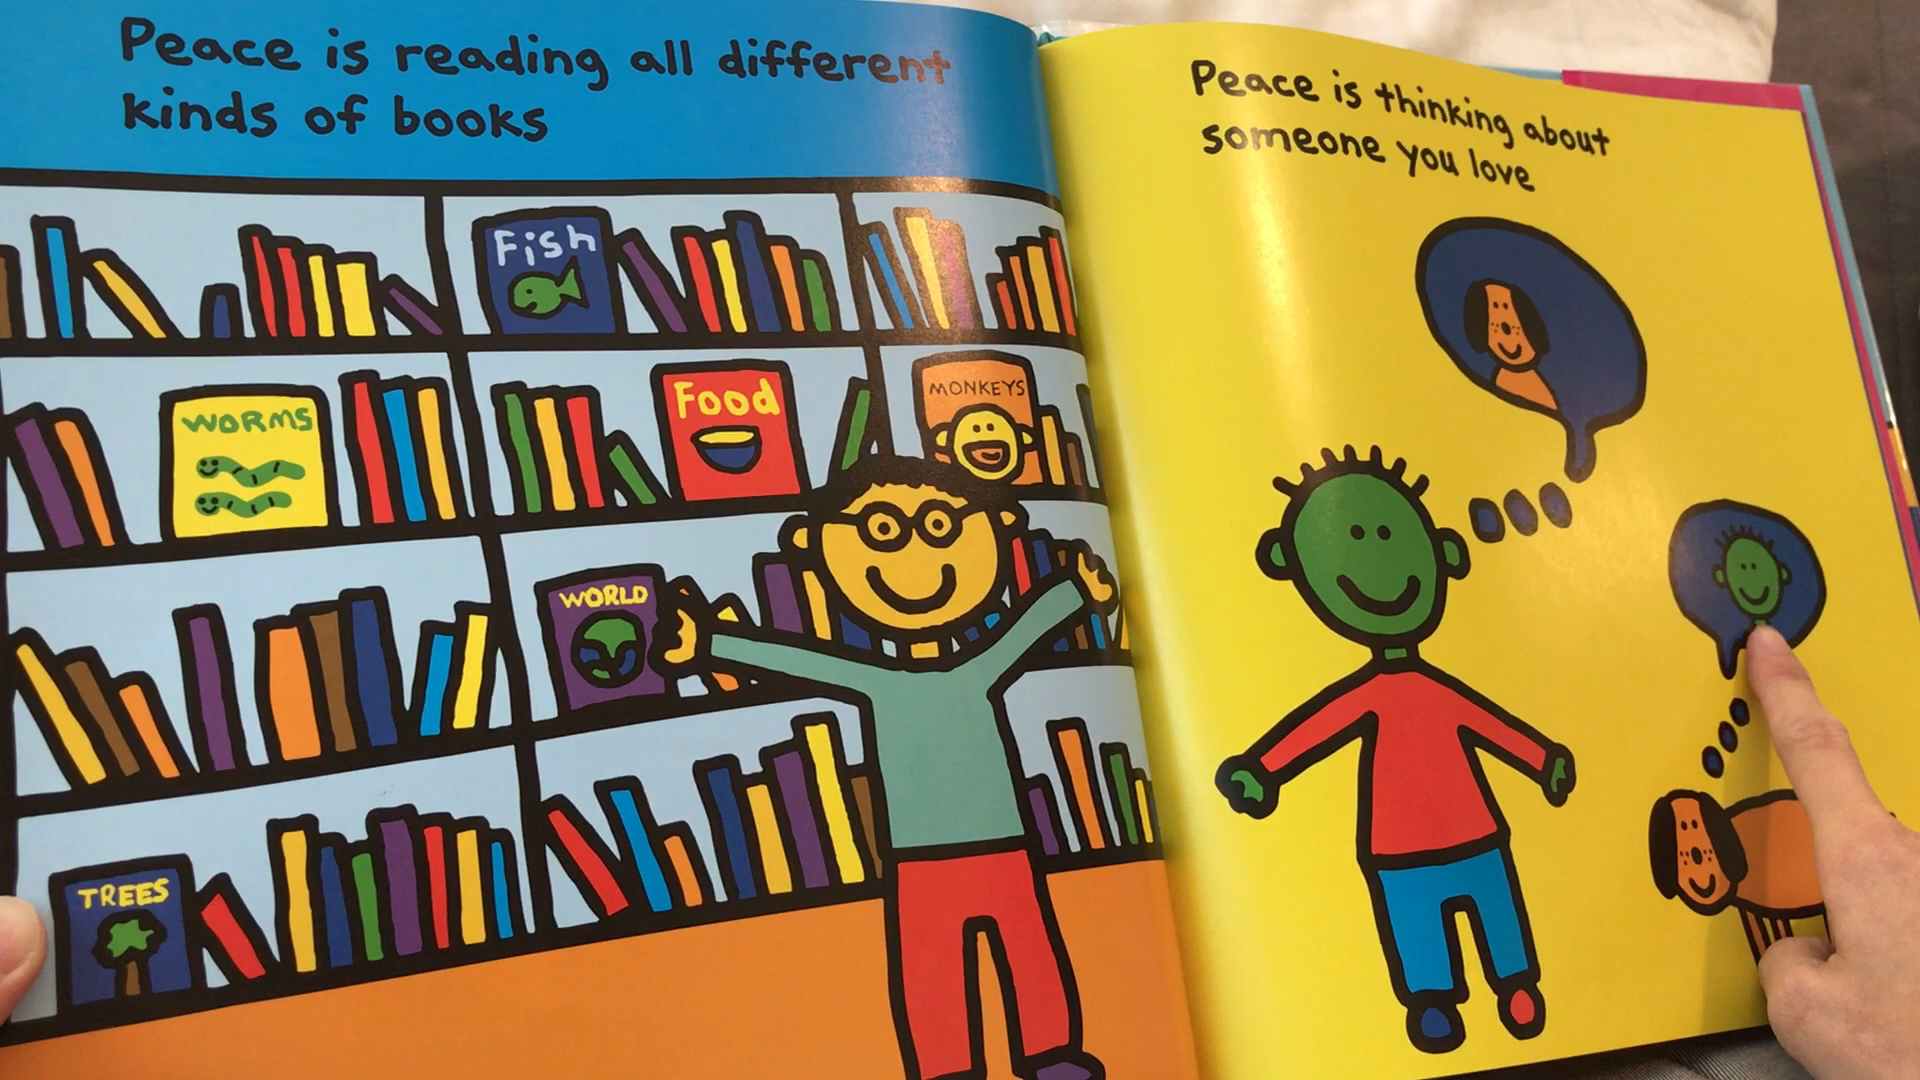 Peace is reading all different
kinds of books
Fish
WORMS
Food
MONKEYS
WORLD
TREES
Peace is thinking about
someone you love